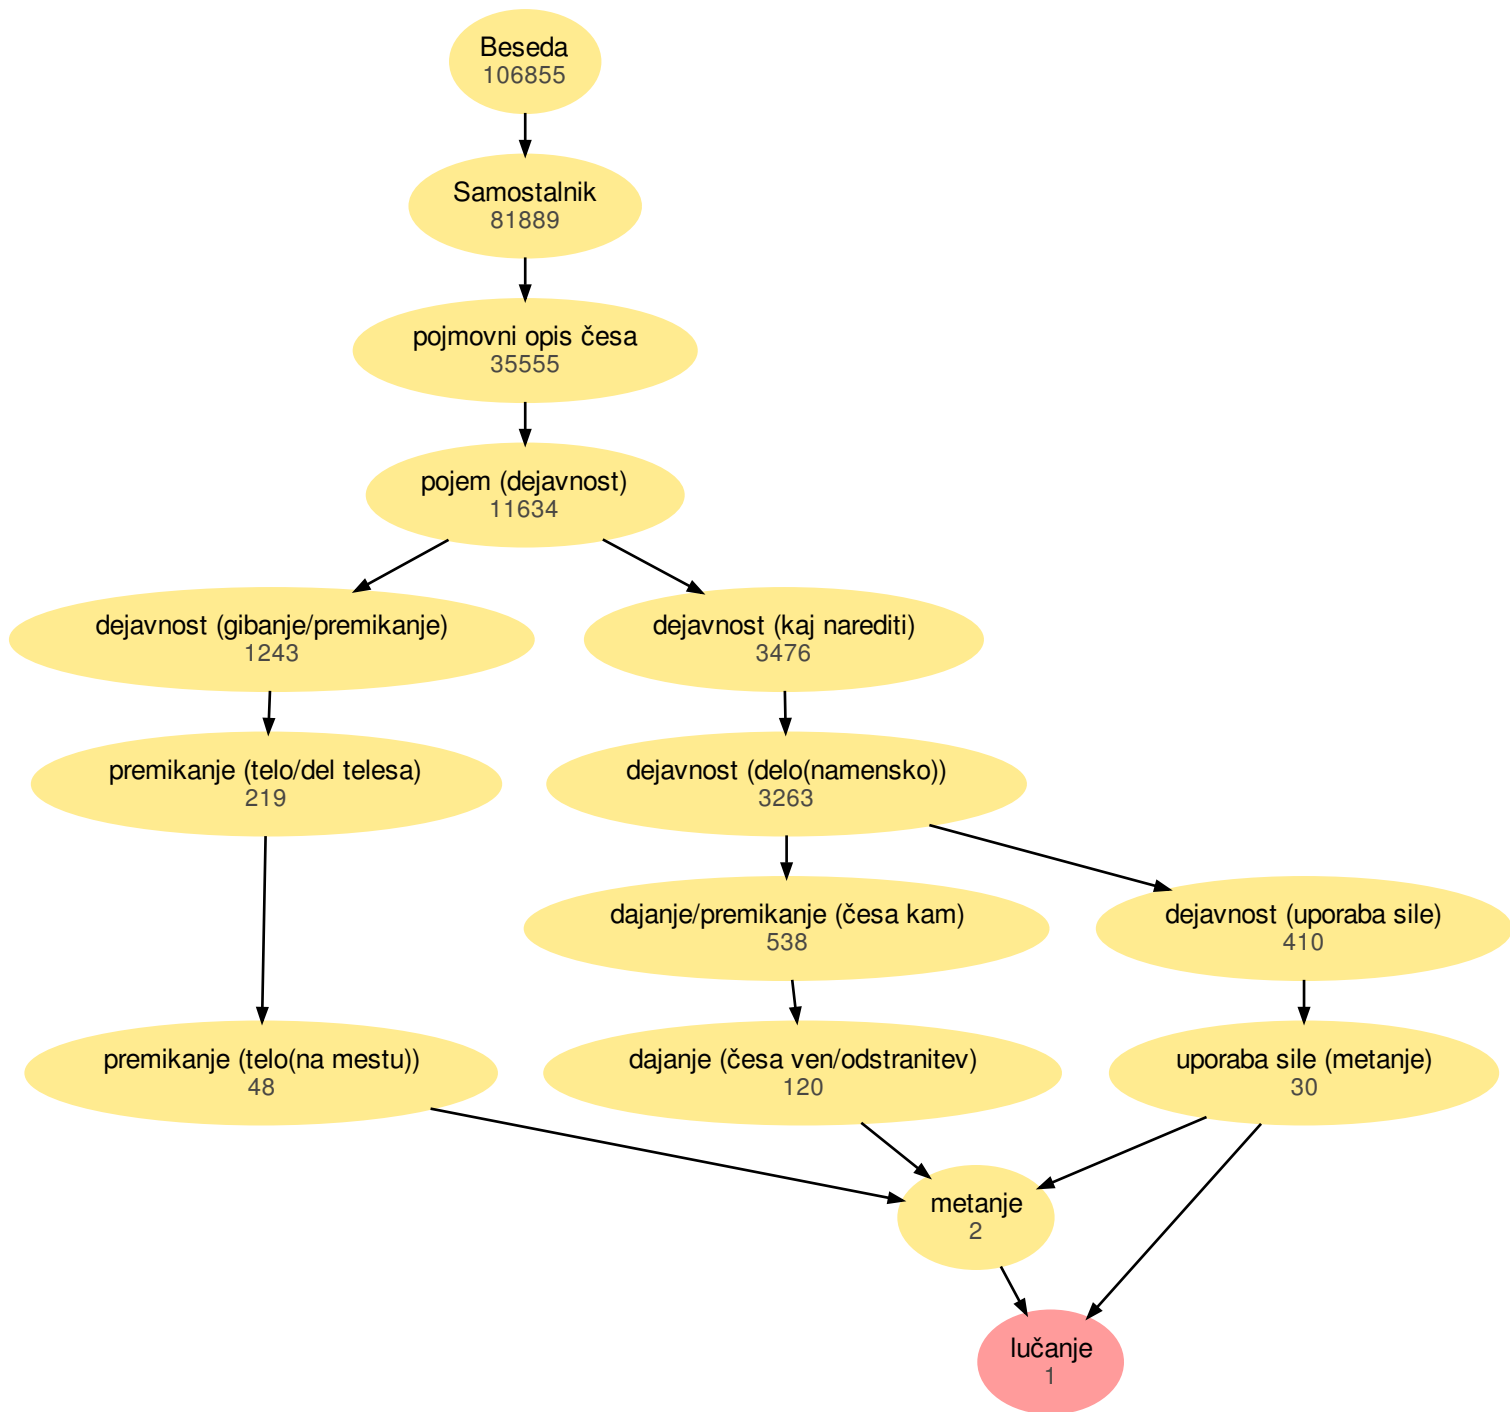 Beseda
106855
Samostalnik
81889
pojmovni opis česa
35555
pojem (dejavnost)
11634
dejavnost (gibanje/premikanje)
1243
dejavnost (kaj narediti)
3476
premikanje (telo/del telesa)
219
dejavnost (delo(namensko))
3263
dajanje/premikanje (česa kam)
538
dejavnost (uporaba sile)
410
premikanje (telo(na mestu))
48
dajanje (česa ven/odstranitev)
120
uporaba sile (metanje)
30
metanje
2
lučanje
1